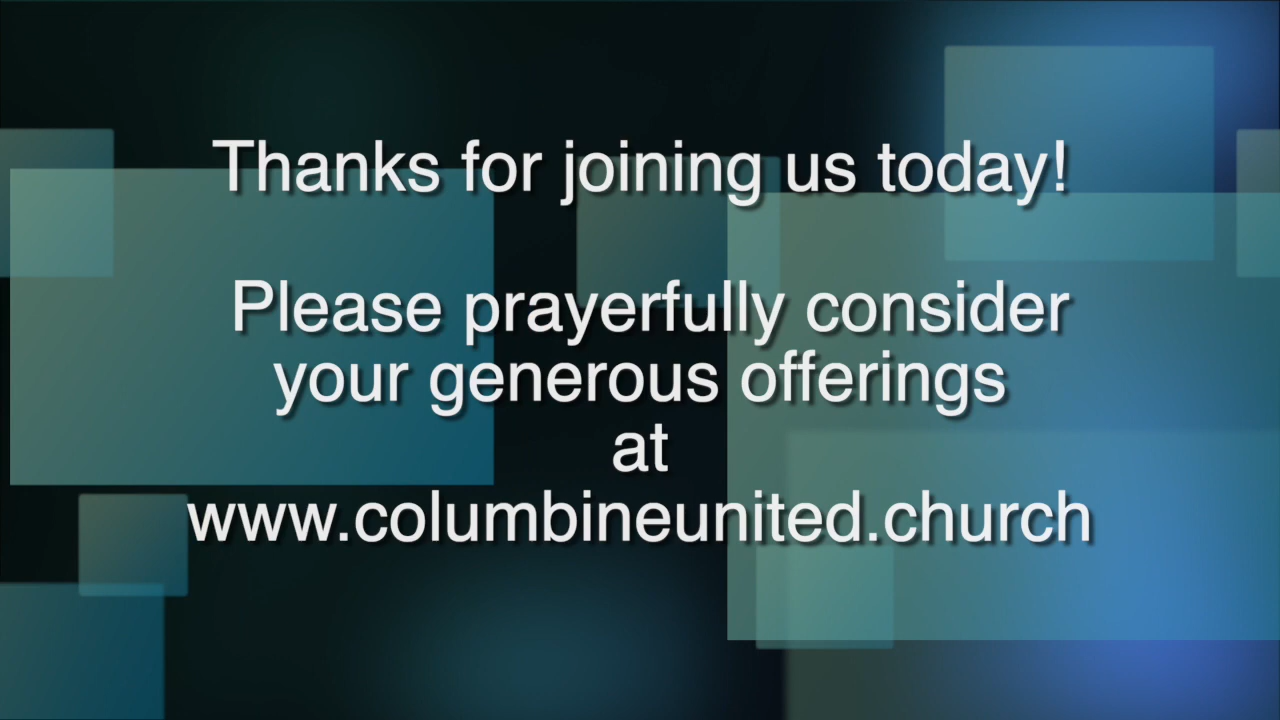 Thanks for joining us today!
Please prayerfully consider
your generous offerings
at
www.columbineunited.church